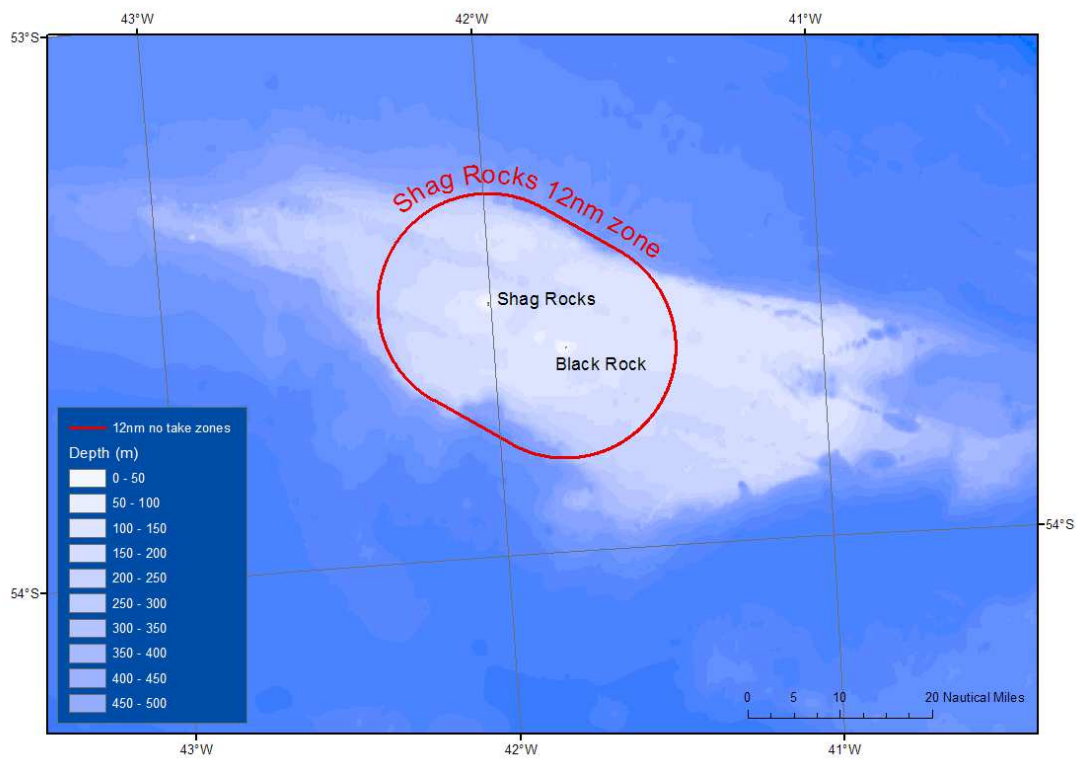 43°W
42°W
41°W
53°S
Shag Rocks 12nm zone
Shag Rocks
Black Rock
12nm no take zones
Depth (m)
0 - 50
50 - 100
100 - 150
150 - 200
200 - 250
250 - 300
300 - 350
350 - 400
400 - 450
450 - 500
54°S
54°S
0 5 10 20 Nautical Miles
43°W
42°W
41°W